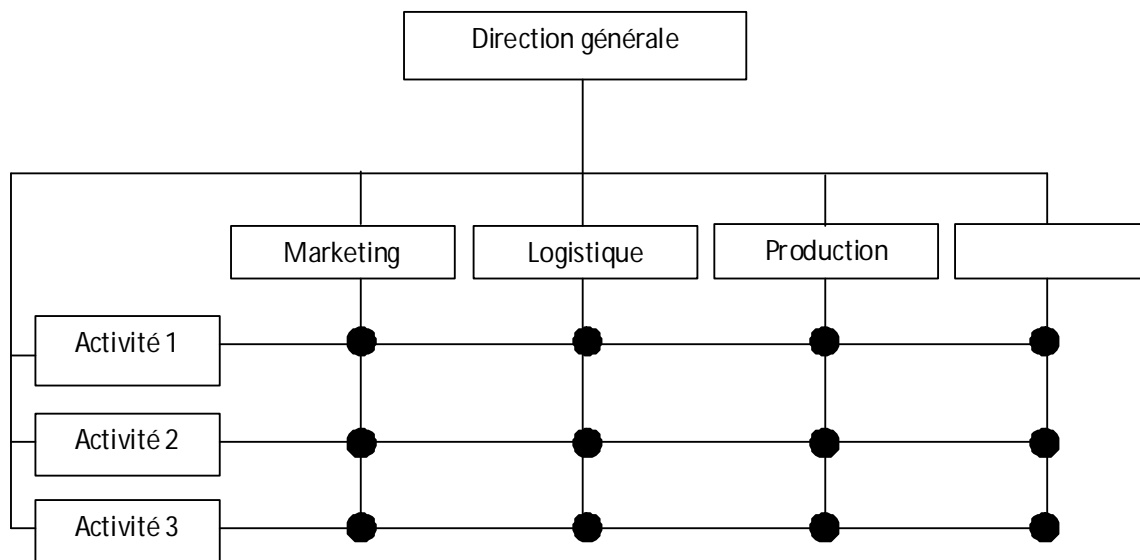 Direction générale
Marketing
Logistique
Production
Activité 1
Activité 2
Activité 3